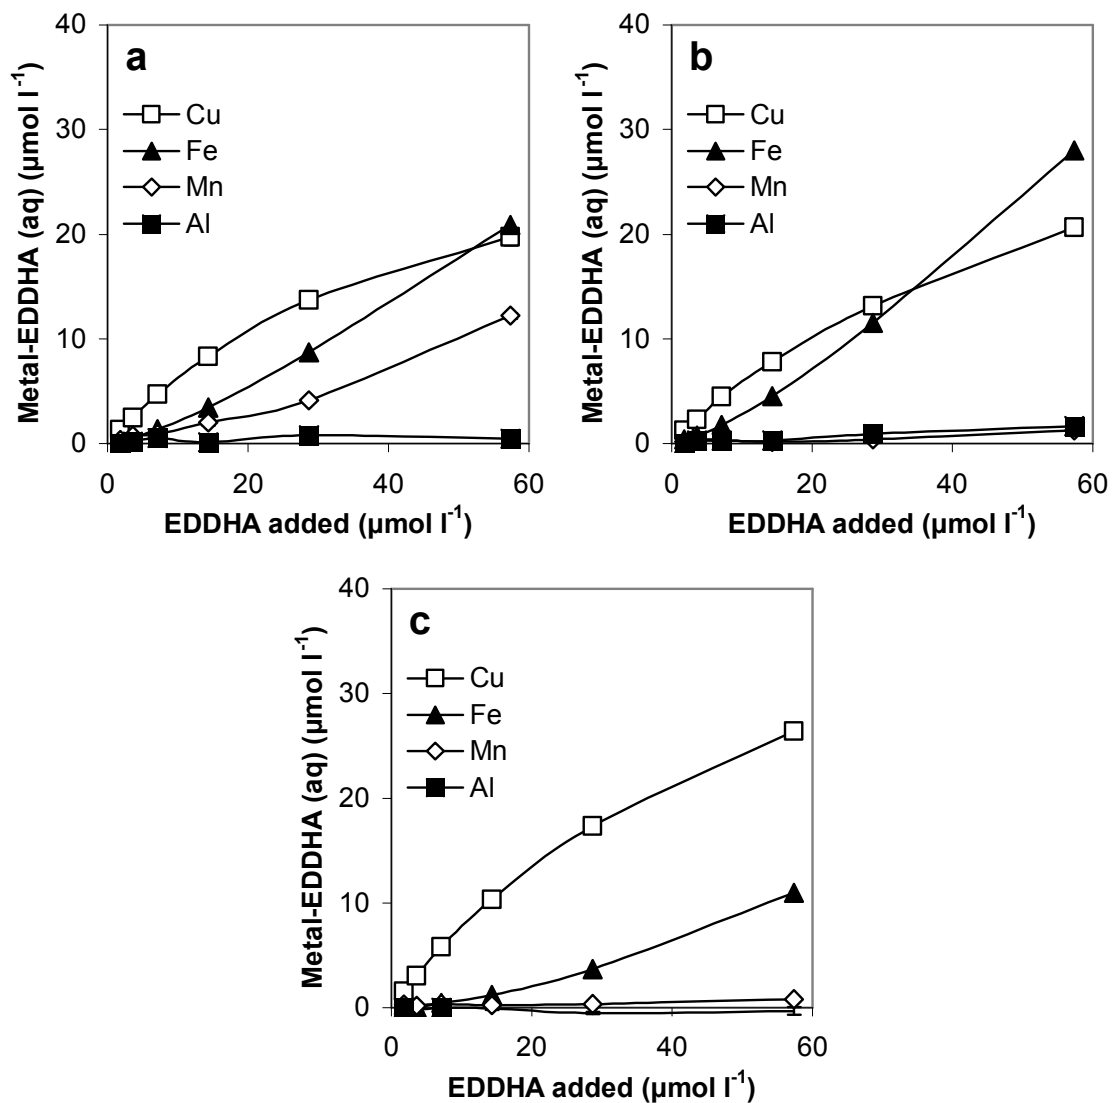 a
Metal-EDDHA (aq) (µmol l⁻¹)
40
30
20
10
0
Cu
Fe
Mn
Al
0 20 40 60
EDDHA added (µmol l⁻¹)
b
Metal-EDDHA (aq) (µmol l⁻¹)
40
30
20
10
0
Cu
Fe
Mn
Al
0 20 40 60
EDDHA added (µmol l⁻¹)
c
Metal-EDDHA (aq) (µmol l⁻¹)
40
30
20
10
0
Cu
Fe
Mn
Al
0 20 40 60
EDDHA added (µmol l⁻¹)